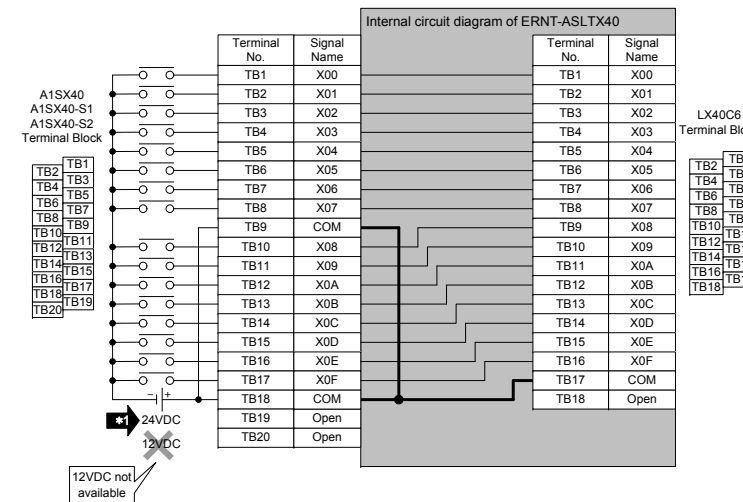 Internal circuit diagram of ERNT-ASLTX40
Terminal No. Signal Name
TB1 X00
TB2 X01
TB3 X02
TB4 X03
TB5 X04
TB6 X05
TB7 X06
TB8 X07
TB9 COM
TB10 X08
TB11 X09
TB12 X0A
TB13 X0B
TB14 X0C
TB15 X0D
TB16 X0E
TB17 X0F
TB18 COM
TB19 Open
TB20 Open
Terminal No. Signal Name
TB1 X00
TB2 X01
TB3 X02
TB4 X03
TB5 X04
TB6 X05
TB7 X06
TB8 X07
TB9 X08
TB10 X09
TB11 X0A
TB12 X0B
TB13 X0C
TB14 X0D
TB15 X0E
TB16 X0F
TB17 COM
TB18 Open
A1SX40
A1SX40-S1
A1SX40-S2
Terminal Block
TB1
TB2
TB3
TB4
TB5
TB6
TB7
TB8
TB9
TB10
TB11
TB12
TB13
TB14
TB15
TB16
TB17
TB18
TB19
TB20
LX40C6
Terminal
TB2
TB4
TB6
TB8
TB10
TB12
TB14
TB16
TB18
− +
*1 24VDC
12VDC
12VDC not
available